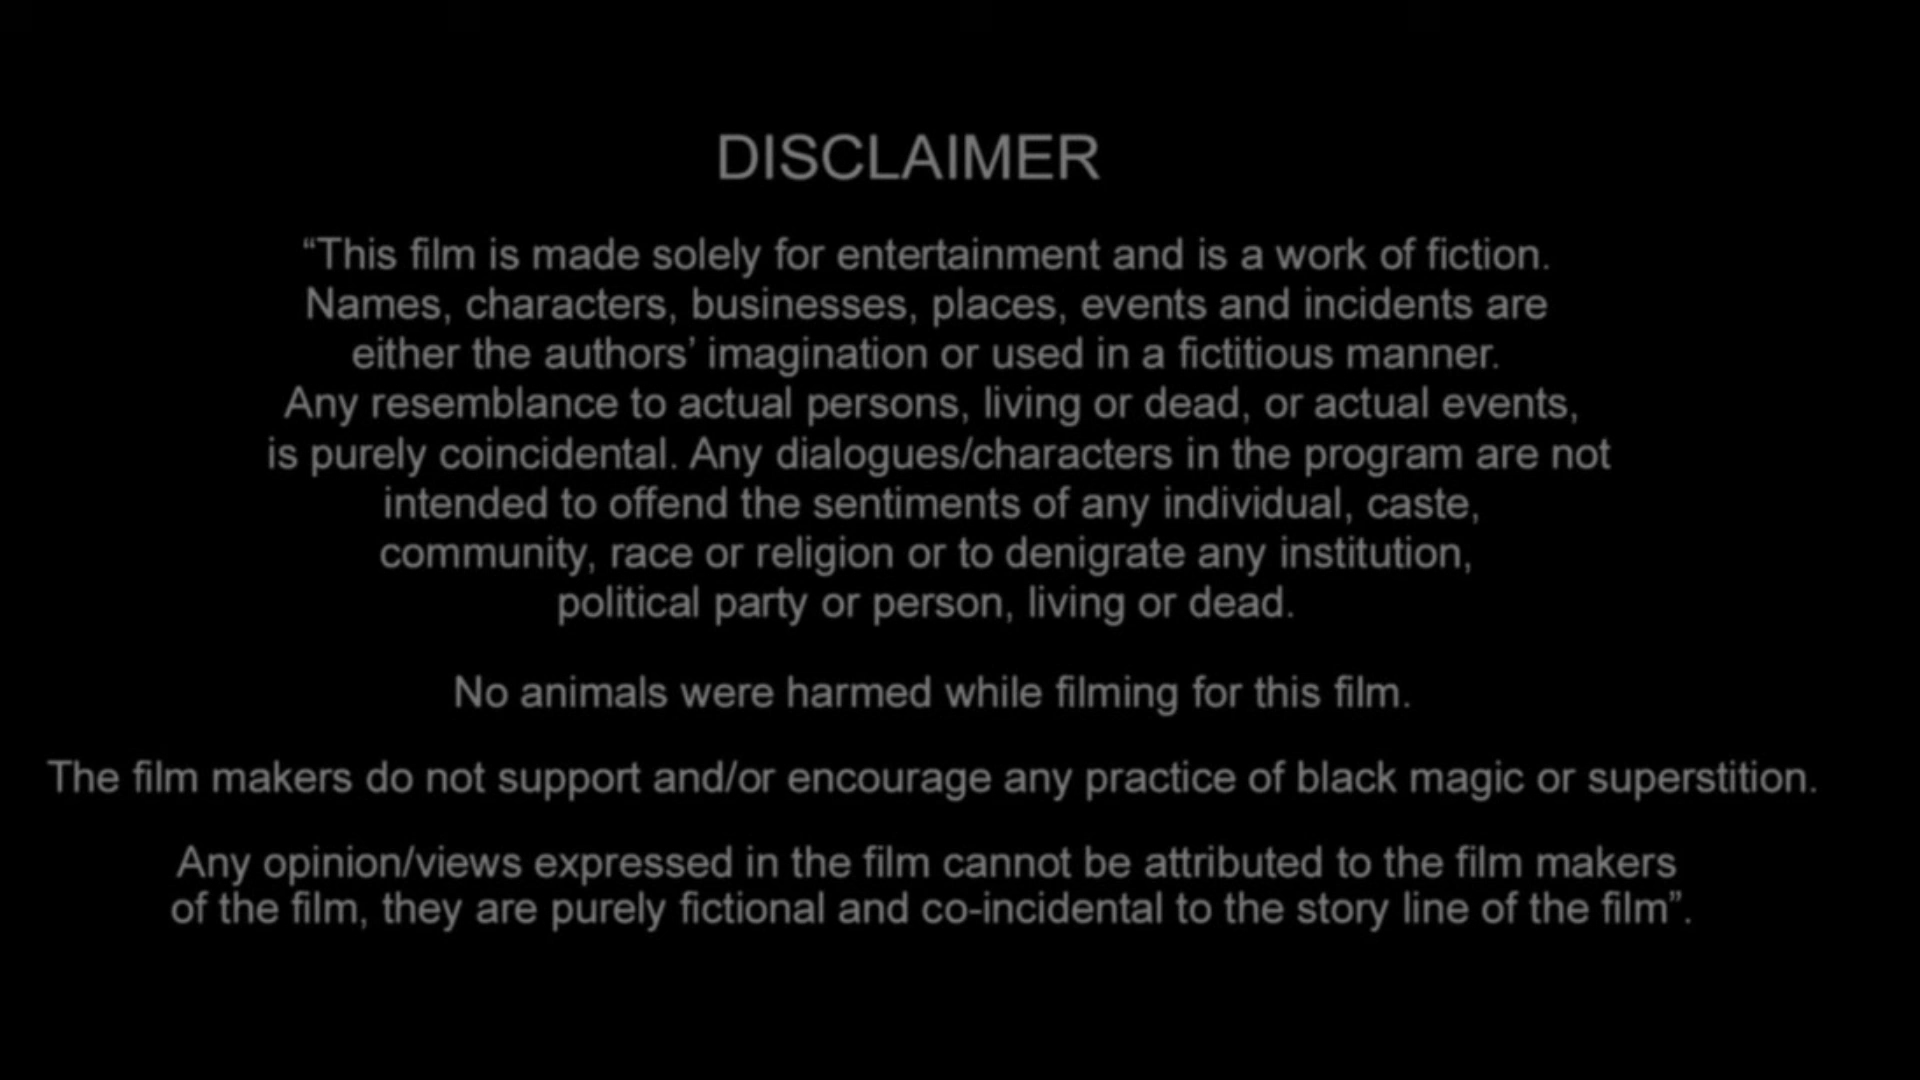 DISCLAIMER
“This film is made solely for entertainment and is a work of fiction.
Names, characters, businesses, places, events and incidents are
either the authors’ imagination or used in a fictitious manner.
Any resemblance to actual persons, living or dead, or actual events,
is purely coincidental. Any dialogues/characters in the program are not
intended to offend the sentiments of any individual, caste,
community, race or religion or to denigrate any institution,
political party or person, living or dead.
No animals were harmed while filming for this film.
The film makers do not support and/or encourage any practice of black magic or superstition.
Any opinion/views expressed in the film cannot be attributed to the film makers
of the film, they are purely fictional and co-incidental to the story line of the film”.